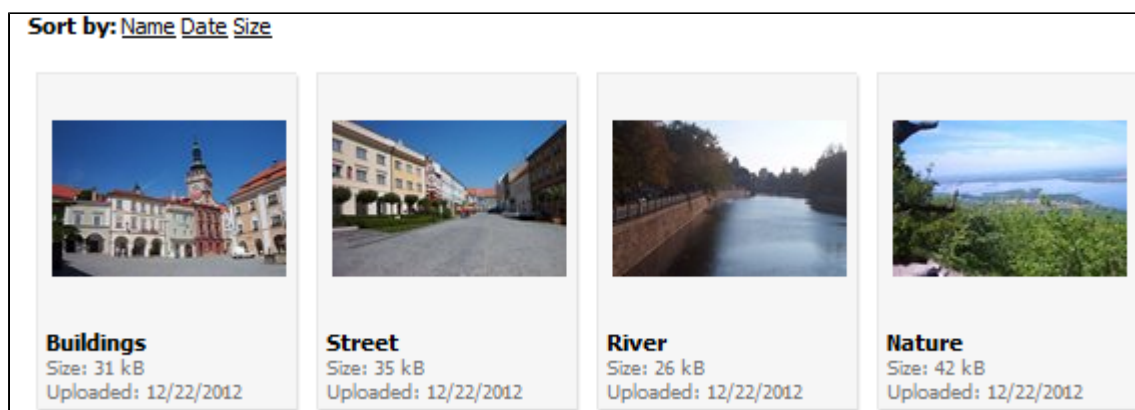 Sort by: Name Date Size
Buildings
Size: 31 kB
Uploaded: 12/22/2012
Street
Size: 35 kB
Uploaded: 12/22/2012
River
Size: 26 kB
Uploaded: 12/22/2012
Nature
Size: 42 kB
Uploaded: 12/22/2012